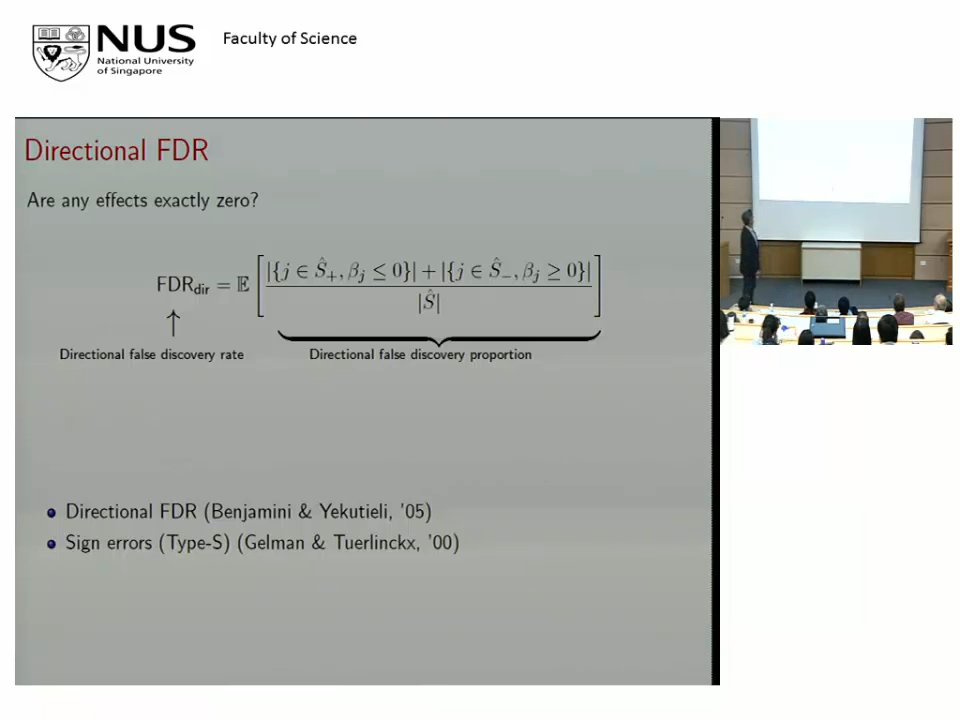 NUS
National University
of Singapore
Faculty of Science
Directional FDR
Are any effects exactly zero?
FDR_dir = 𝔼 [ (|{j ∈ Ŝ_+, β_j ≤ 0}| + |{j ∈ Ŝ_−, β_j ≥ 0}|) / |Ŝ| ]
↑
Directional false discovery rate
Directional false discovery proportion
• Directional FDR (Benjamini & Yekutieli, '05)
• Sign errors (Type-S) (Gelman & Tuerlinckx, '00)